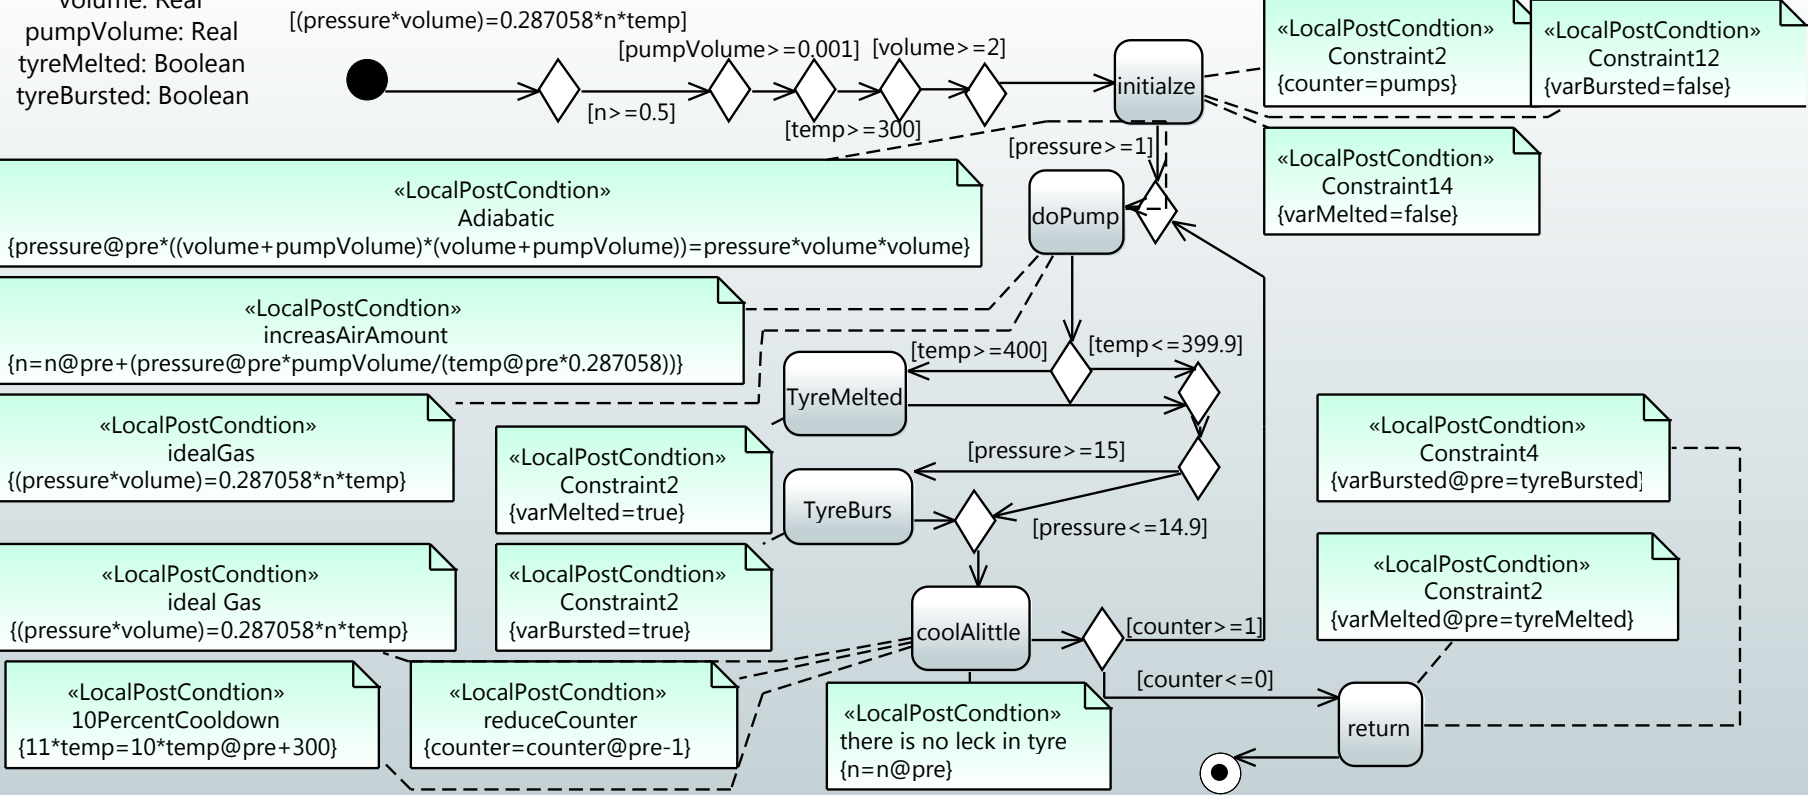 volume: Real
pumpVolume: Real
tyreMelted: Boolean
tyreBursted: Boolean
[(pressure*volume)=0.287058*n*temp]
[n>=0.5]
[pumpVolume>=0.001]
[temp>=300]
[volume>=2]
initialze
«LocalPostCondtion»
Constraint2
{counter=pumps}
«LocalPostCondtion»
Constraint12
{varBursted=false}
«LocalPostCondtion»
Constraint14
{varMelted=false}
[pressure>=1]
doPump
«LocalPostCondtion»
Adiabatic
{pressure@pre*((volume+pumpVolume)*(volume+pumpVolume))=pressure*volume*volume}
«LocalPostCondtion»
increasAirAmount
{n=n@pre+(pressure@pre*pumpVolume/(temp@pre*0.287058))}
«LocalPostCondtion»
idealGas
{(pressure*volume)=0.287058*n*temp}
[temp>=400]
[temp<=399.9]
TyreMelted
«LocalPostCondtion»
Constraint2
{varMelted=true}
[pressure>=15]
TyreBurs
[pressure<=14.9]
«LocalPostCondtion»
Constraint2
{varBursted=true}
«LocalPostCondtion»
Constraint4
{varBursted@pre=tyreBursted}
«LocalPostCondtion»
Constraint2
{varMelted@pre=tyreMelted}
«LocalPostCondtion»
ideal Gas
{(pressure*volume)=0.287058*n*temp}
coolAlittle
[counter>=1]
[counter<=0]
«LocalPostCondtion»
10PercentCooldown
{11*temp=10*temp@pre+300}
«LocalPostCondtion»
reduceCounter
{counter=counter@pre-1}
«LocalPostCondtion»
there is no leck in tyre
{n=n@pre}
return